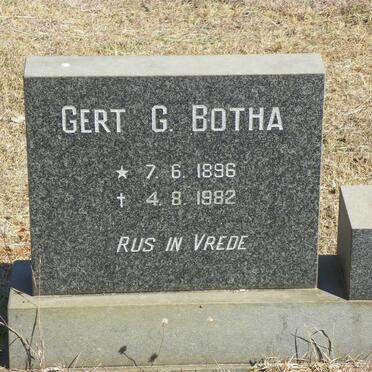 GERT G. BOTHA
★ 7.6.1896
† 4.8.1982
RUS IN VREDE